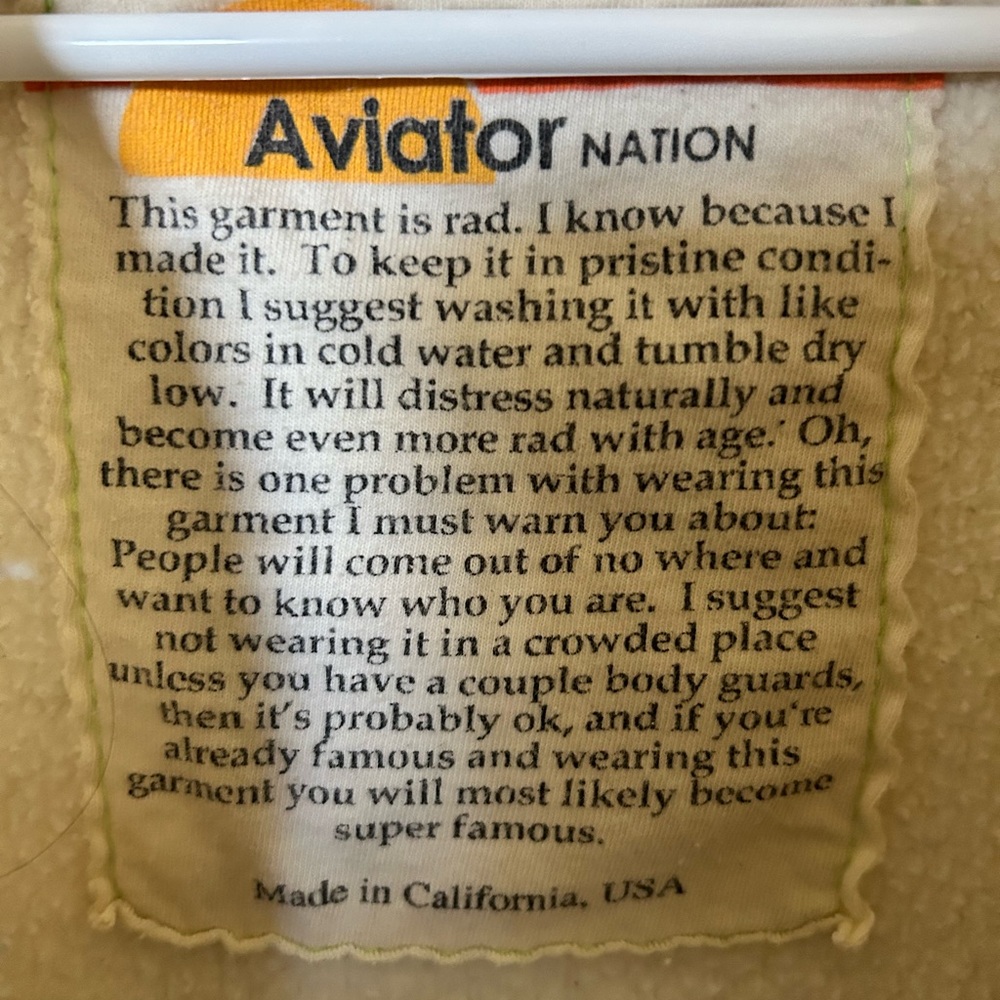 Aviator NATION
This garment is rad. I know because I
made it. To keep it in pristine condi-
tion I suggest washing it with like
colors in cold water and tumble dry
low. It will distress naturally and
become even more rad with age. Oh,
there is one problem with wearing this
garment I must warn you about:
People will come out of no where and
want to know who you are. I suggest
not wearing it in a crowded place
unless you have a couple body guards,
then it's probably ok, and if you're
already famous and wearing this
garment you will most likely become
super famous.
Made in California, USA